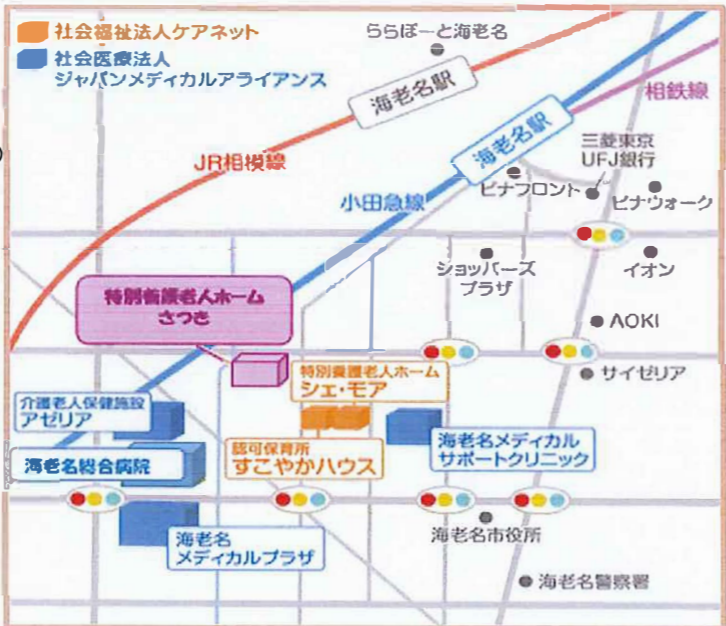 社会福祉法人ケアネット
社会医療法人
ジャパンメディカルアライアンス
ららぽーと海老名
海老名駅
相鉄線
海老名駅
三菱東京
UFJ銀行
JR相模線
ビナフロント
ビナウォーク
小田急線
ショッパーズ
プラザ
イオン
特別養護老人ホーム
さつき
AOKI
特別養護老人ホーム
シェ・モア
サイゼリア
介護老人保健施設
アゼリア
認可保育所
すこやかハウス
海老名メディカル
サポートクリニック
海老名総合病院
海老名市役所
海老名
メディカルプラザ
海老名警察署